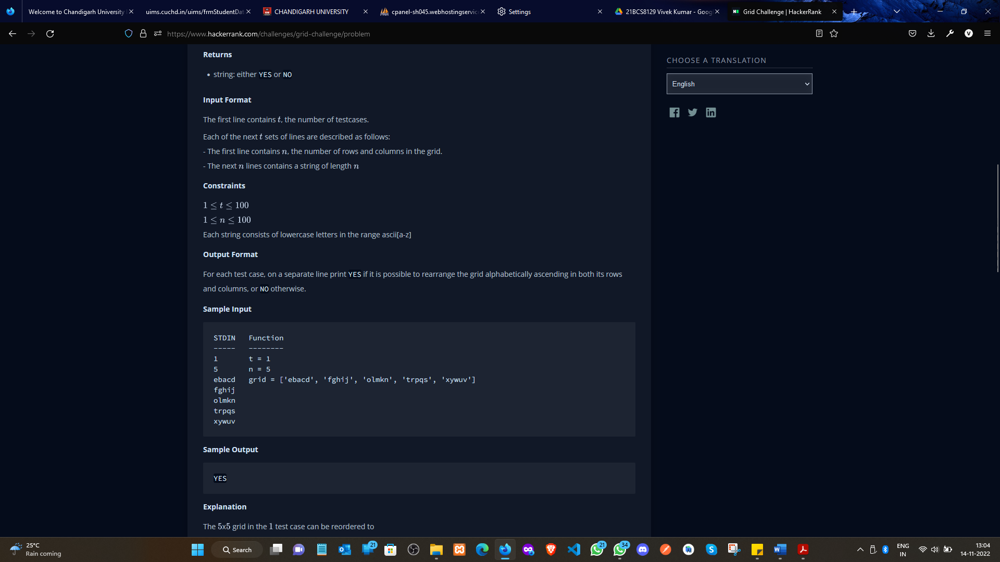 Welcome to Chandigarh University
uims.cuchd.in/uims/frmStudentDat
CHANDIGARH UNIVERSITY
cpanel-sh045.webhostingservic
Settings
21BCS8129 Vivek Kumar - Goog
Grid Challenge | HackerRank
https://www.hackerrank.com/challenges/grid-challenge/problem
V
Returns
• string: either YES or NO
Input Format
The first line contains t, the number of testcases.
Each of the next t sets of lines are described as follows:
- The first line contains n, the number of rows and columns in the grid.
- The next n lines contains a string of length n
Constraints
1 ≤ t ≤ 100
1 ≤ n ≤ 100
Each string consists of lowercase letters in the range ascii[a-z]
Output Format
For each test case, on a separate line print YES if it is possible to rearrange the grid alphabetically ascending in both its rows
and columns, or NO otherwise.
Sample Input
STDIN   Function
-----   --------
1       t = 1
5       n = 5
ebacd   grid = ['ebacd', 'fghij', 'olmkn', 'trpqs', 'xywuv']
fghij
olmkn
trpqs
xywuv
Sample Output
YES
Explanation
The 5x5 grid in the 1 test case can be reordered to
CHOOSE A TRANSLATION
English
25°C
Rain coming
Search
21
21
34
ENG
IN
13:04
14-11-2022